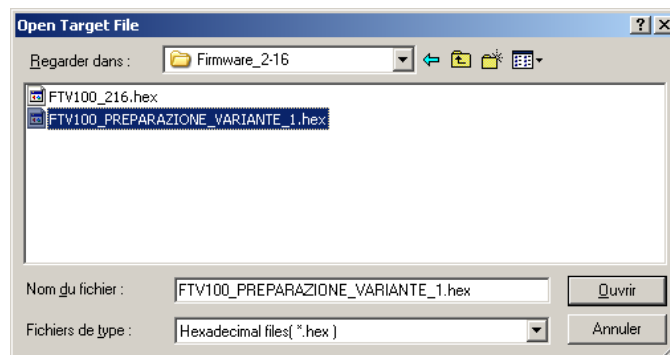 Open Target File
Regarder dans :
Firmware_2-16
FTV100_216.hex
FTV100_PREPARAZIONE_VARIANTE_1.hex
Nom du fichier :
FTV100_PREPARAZIONE_VARIANTE_1.hex
Ouvrir
Fichiers de type :
Hexadecimal files( *.hex )
Annuler